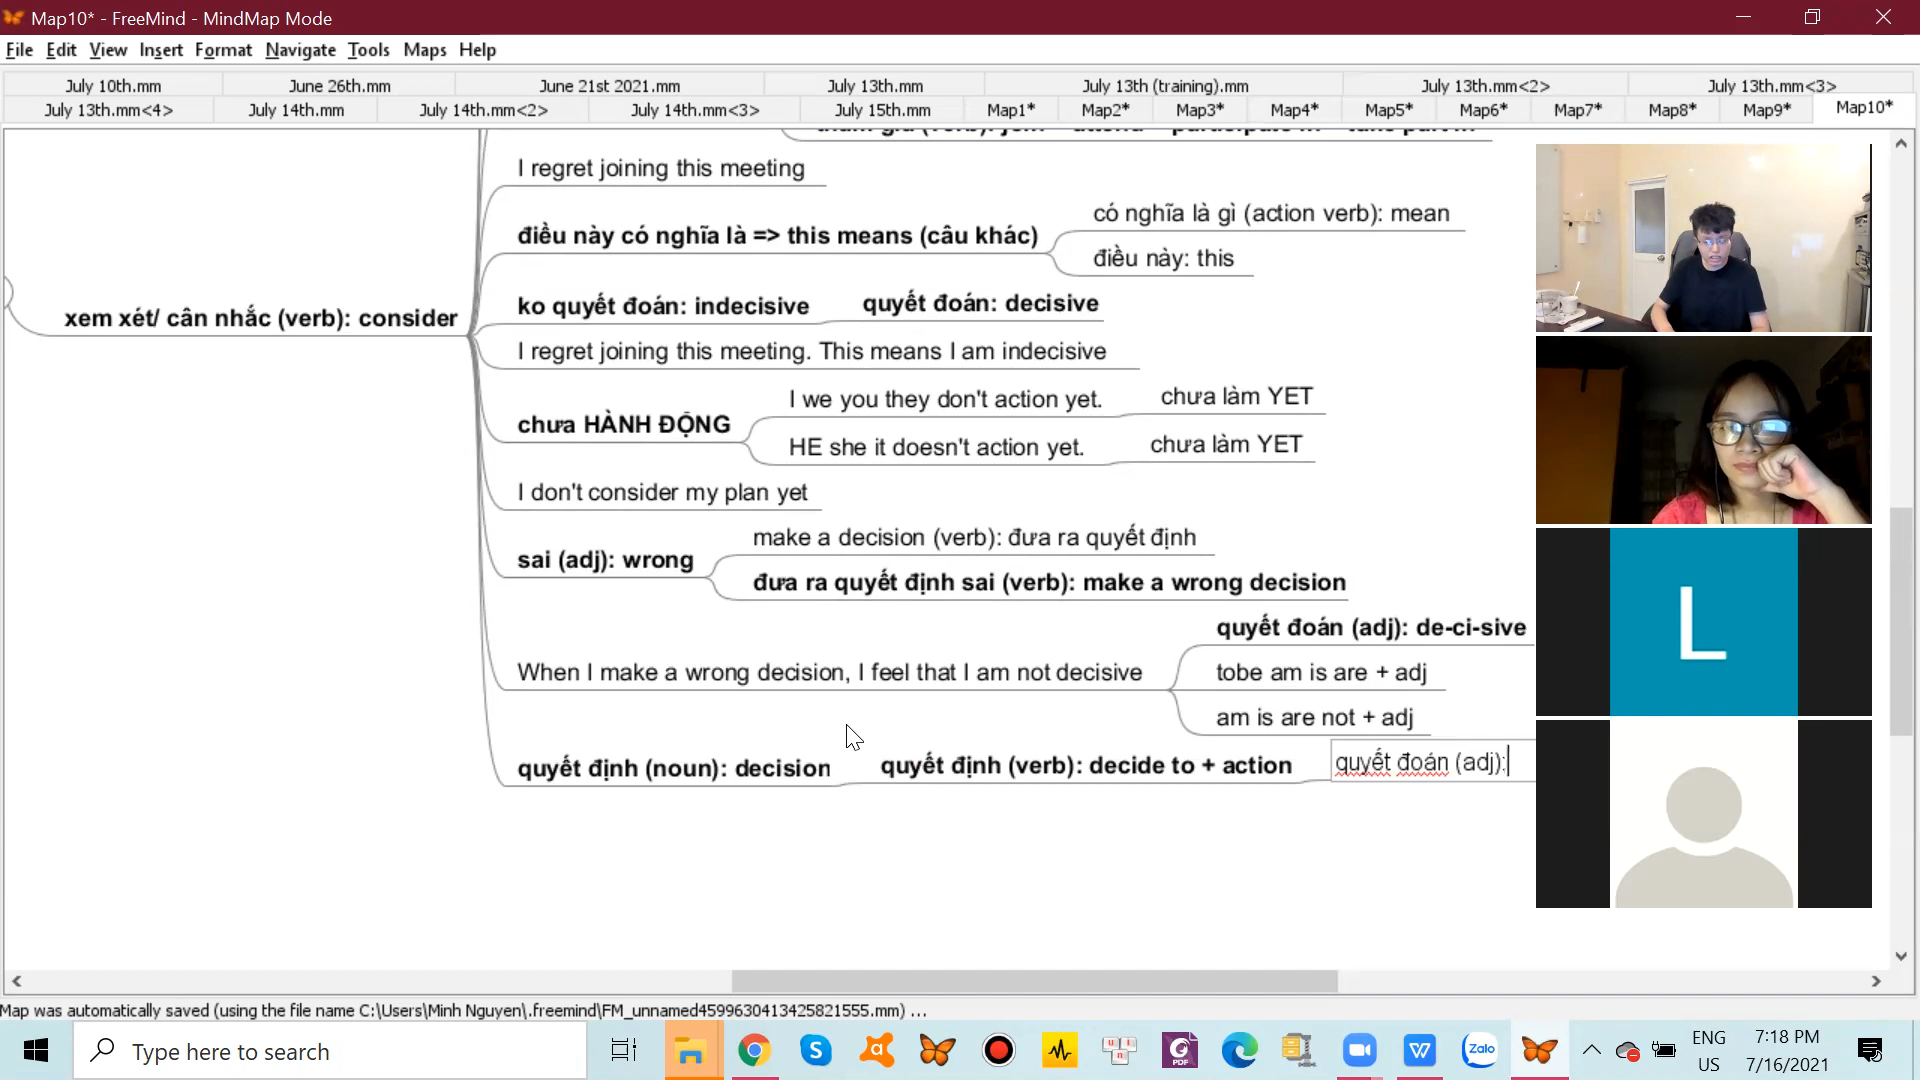 Map10* - FreeMind - MindMap Mode
File Edit View Insert Format Navigate Tools Maps Help
July 10th.mm June 26th.mm June 21st 2021.mm July 13th.mm July 13th (training).mm July 13th.mm<2> July 13th.mm<3>
July 13th.mm<4> July 14th.mm July 14th.mm<2> July 14th.mm<3> July 15th.mm Map1* Map2* Map3* Map4* Map5* Map6* Map7* Map8* Map9* Map10*
I regret joining this meeting
điều này có nghĩa là => this means (câu khác)
có nghĩa là gì (action verb): mean
điều này: this
xem xét/ cân nhắc (verb): consider
ko quyết đoán: indecisive quyết đoán: decisive
I regret joining this meeting. This means I am indecisive
chưa HÀNH ĐỘNG
I we you they don't action yet. chưa làm YET
HE she it doesn't action yet. chưa làm YET
I don't consider my plan yet
sai (adj): wrong
make a decision (verb): đưa ra quyết định
đưa ra quyết định sai (verb): make a wrong decision
When I make a wrong decision, I feel that I am not decisive
quyết đoán (adj): de-ci-sive
tobe am is are + adj
am is are not + adj
quyết định (noun): decision quyết định (verb): decide to + action quyết đoán (adj):
L
Map was automatically saved (using the file name C:\Users\Minh Nguyen\.freemind\FM_unnamed4599630413425821555.mm) ...
Type here to search
Zalo
PDF
ENG
US
7:18 PM
7/16/2021